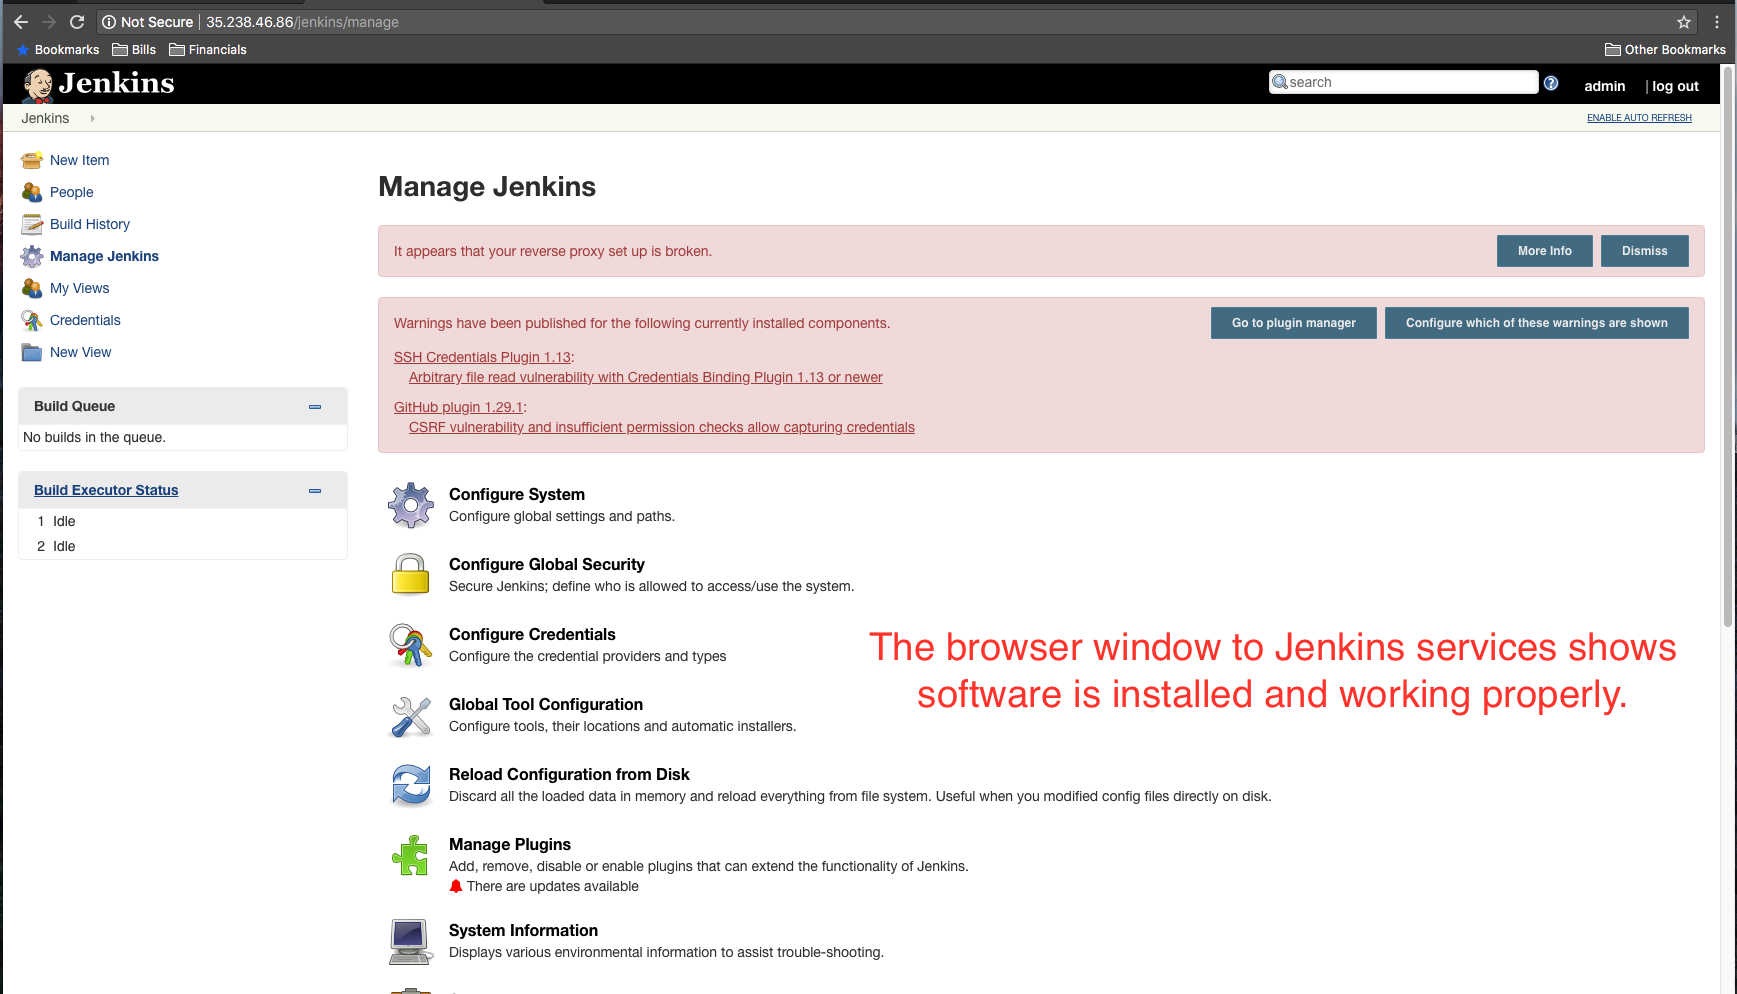 Not Secure | 35.238.46.86/jenkins/manage
Bookmarks Bills Financials Other Bookmarks
Jenkins search admin | log out
Jenkins ENABLE AUTO REFRESH
New Item
People
Build History
Manage Jenkins
My Views
Credentials
New View
Build Queue
No builds in the queue.
Build Executor Status
1 Idle
2 Idle
Manage Jenkins
It appears that your reverse proxy set up is broken. More Info Dismiss
Warnings have been published for the following currently installed components. Go to plugin manager Configure which of these warnings are shown
SSH Credentials Plugin 1.13:
Arbitrary file read vulnerability with Credentials Binding Plugin 1.13 or newer
GitHub plugin 1.29.1:
CSRF vulnerability and insufficient permission checks allow capturing credentials
Configure System
Configure global settings and paths.
Configure Global Security
Secure Jenkins; define who is allowed to access/use the system.
Configure Credentials
Configure the credential providers and types
The browser window to Jenkins services shows
software is installed and working properly.
Global Tool Configuration
Configure tools, their locations and automatic installers.
Reload Configuration from Disk
Discard all the loaded data in memory and reload everything from file system. Useful when you modified config files directly on disk.
Manage Plugins
Add, remove, disable or enable plugins that can extend the functionality of Jenkins.
There are updates available
System Information
Displays various environmental information to assist trouble-shooting.